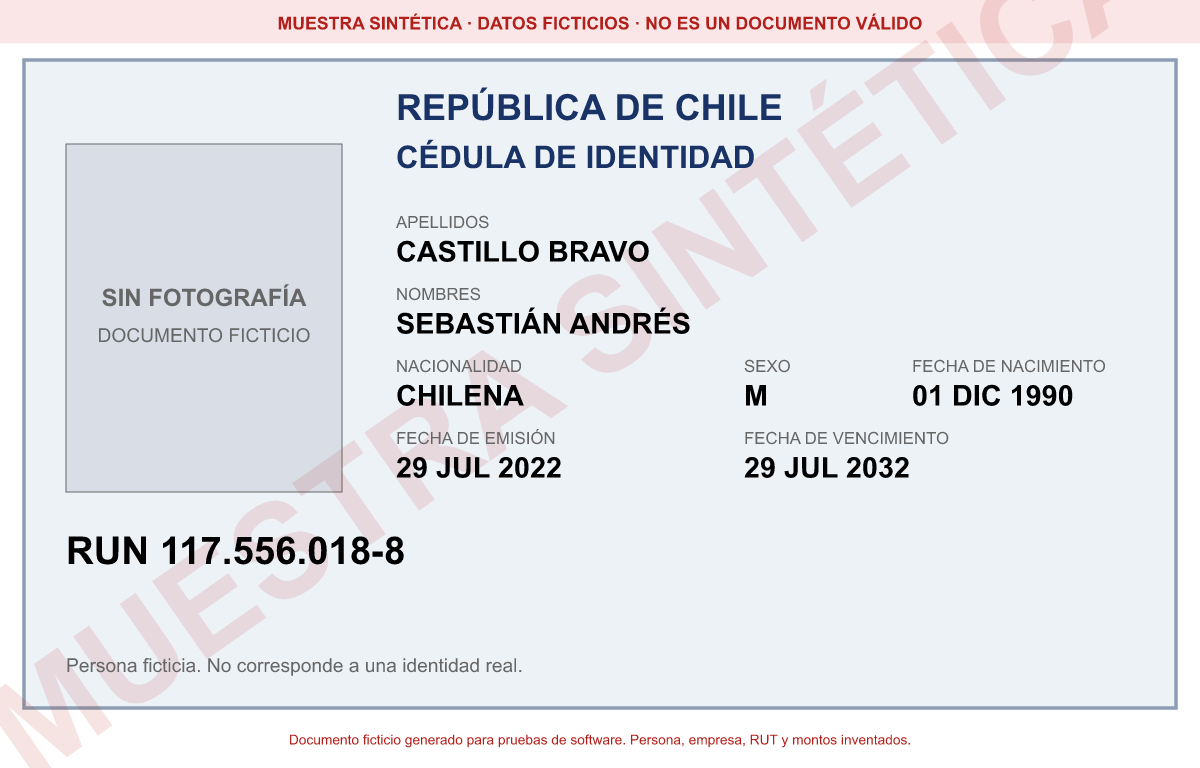 MUESTRA SINTÉTICA · DATOS FICTICIOS · NO ES UN DOCUMENTO VÁLIDO
REPÚBLICA DE CHILE
CÉDULA DE IDENTIDAD
SIN FOTOGRAFÍA
DOCUMENTO FICTICIO
APELLIDOS
CASTILLO BRAVO
NOMBRES
SEBASTIÁN ANDRÉS
NACIONALIDAD SEXO FECHA DE NACIMIENTO
CHILENA M 01 DIC 1990
FECHA DE EMISIÓN FECHA DE VENCIMIENTO
29 JUL 2022 29 JUL 2032
RUN 117.556.018-8
Persona ficticia. No corresponde a una identidad real.
MUESTRA SINTÉTICA
Documento ficticio generado para pruebas de software. Persona, empresa, RUT y montos inventados.